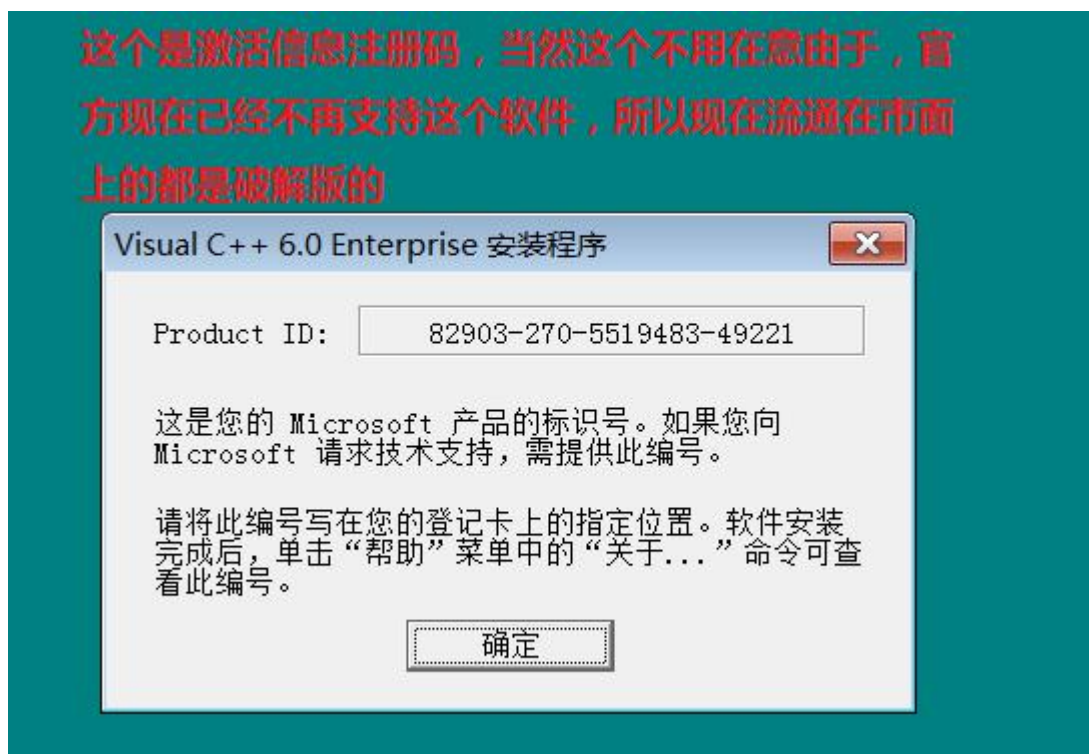 这个是激活信息注册码，当然这个不用在意由于，官
方现在已经不再支持这个软件，所以现在流通在市面
上的都是破解版的
Visual C++ 6.0 Enterprise 安装程序
Product ID: 82903-270-5519483-49221
这是您的 Microsoft 产品的标识号。如果您向
Microsoft 请求技术支持，需提供此编号。
请将此编号写在您的登记卡上的指定位置。软件安装
完成后，单击“帮助”菜单中的“关于...”命令可查
看此编号。
确定